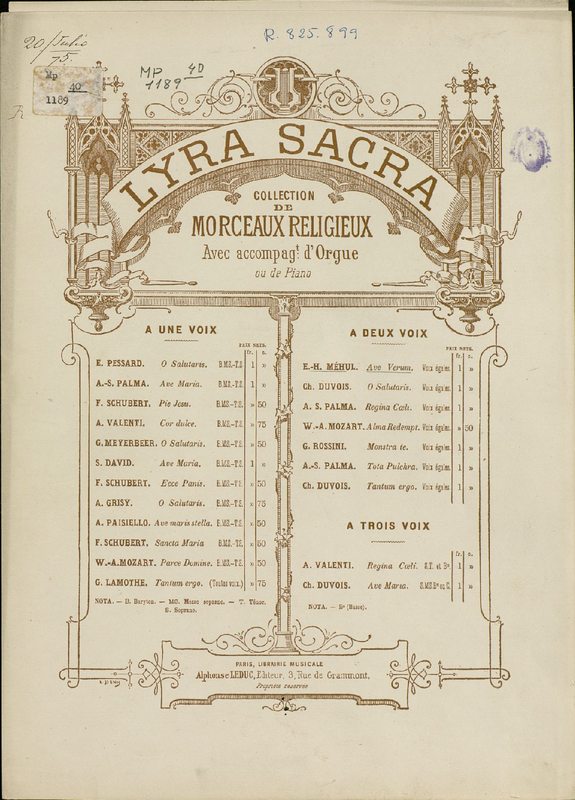 20/Julio
75.
R. 825.899
MP 40
1189
Mp
40
1189
R
LYRA SACRA
COLLECTION
DE
MORCEAUX RELIGIEUX
Avec accompagt. d'Orgue
ou de Piano
A UNE VOIX
PRIX NETS.
fr. c.
E. PESSARD. O Salutaris. B.MS.-T.S. 1 »
A.-S. PALMA. Ave Maria. B.MS.-T.S. 1 »
F. SCHUBERT. Pie Jesu. B.MS.-T.S. » 50
A. VALENTI. Cor dulce. B.MS.-T.S. » 75
G. MEYERBEER. O Salutaris. B.MS.-T.S. » 50
S. DAVID. Ave Maria. B.MS.-T.S. 1 »
F. SCHUBERT. Ecce Panis. B.MS.-T.S. » 50
A. GRISY. O Salutaris. B.MS.-T.S. » 75
A. PAISIELLO. Ave maris stella. B.MS.-T.S. » 50
F. SCHUBERT. Sancta Maria B.MS.-T.S. » 50
W.-A. MOZART. Parce Domine. B.MS.-T.S. » 50
G. LAMOTHE. Tantum ergo. (Toutes voix.) » 75
NOTA. — B. Baryton. — MS. Mezzo soprano. — T. Ténor.
S. Soprano.
A DEUX VOIX
PRIX NETS.
fr. c.
E.-H. MÉHUL. Ave Verum. Voix égales. 1 »
Ch. DUVOIS. O Salutaris. Voix égales. 1 »
A. S. PALMA. Regina Cœli. Voix égales. 1 »
W.-A. MOZART. Alma Redempt. Voix égales. » 50
G. ROSSINI. Monstra te. Voix égales. 1 »
A.-S. PALMA. Tota Pulchra. Voix égales. 1 »
Ch. DUVOIS. Tantum ergo. Voix égales. 1 »
A TROIS VOIX
fr. c.
A. VALENTI. Regina Cœli. S.T. et Bse. 1 »
Ch. DUVOIS. Ave Maria. 1 »
NOTA. — Bse (Basse).
PARIS, LIBRAIRIE MUSICALE
Alphonse LEDUC, Editeur, 3, Rue de Grammont.
Propriété réservée